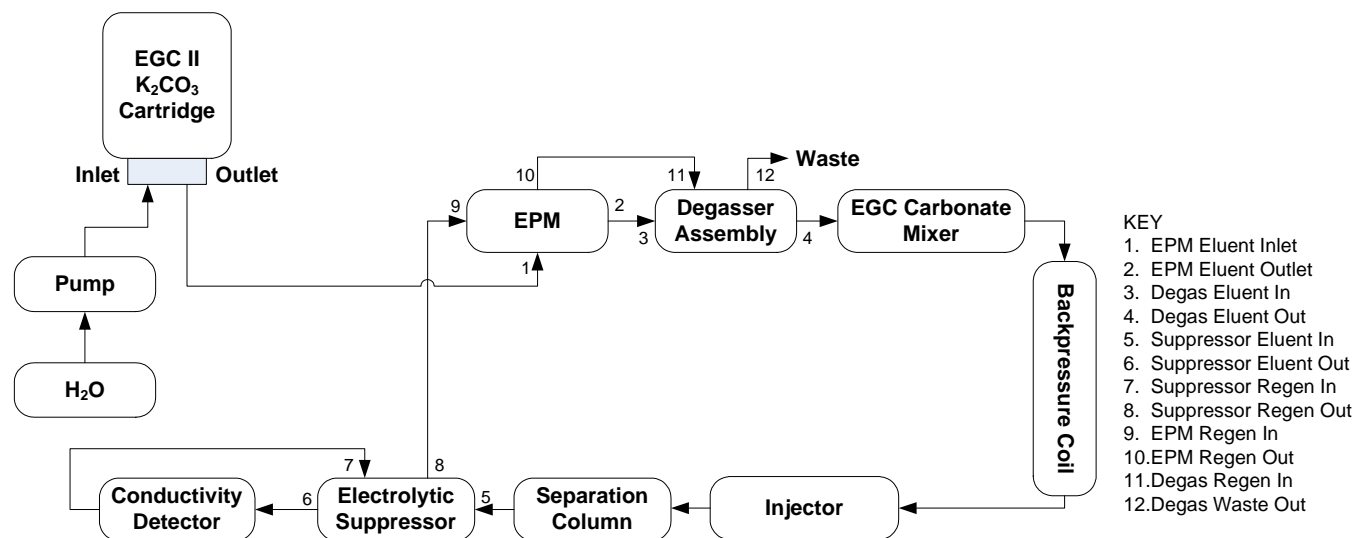 EGC II
K₂CO₃
Cartridge
Inlet
Outlet
Pump
H₂O
10
11
12
Waste
9
EPM
2
3
Degasser
Assembly
4
EGC Carbonate
Mixer
1
Backpressure Coil
7
8
Conductivity
Detector
6
Electrolytic
Suppressor
5
Separation
Column
Injector
KEY
1. EPM Eluent Inlet
2. EPM Eluent Outlet
3. Degas Eluent In
4. Degas Eluent Out
5. Suppressor Eluent In
6. Suppressor Eluent Out
7. Suppressor Regen In
8. Suppressor Regen Out
9. EPM Regen In
10.EPM Regen Out
11. Degas Regen In
12.Degas Waste Out